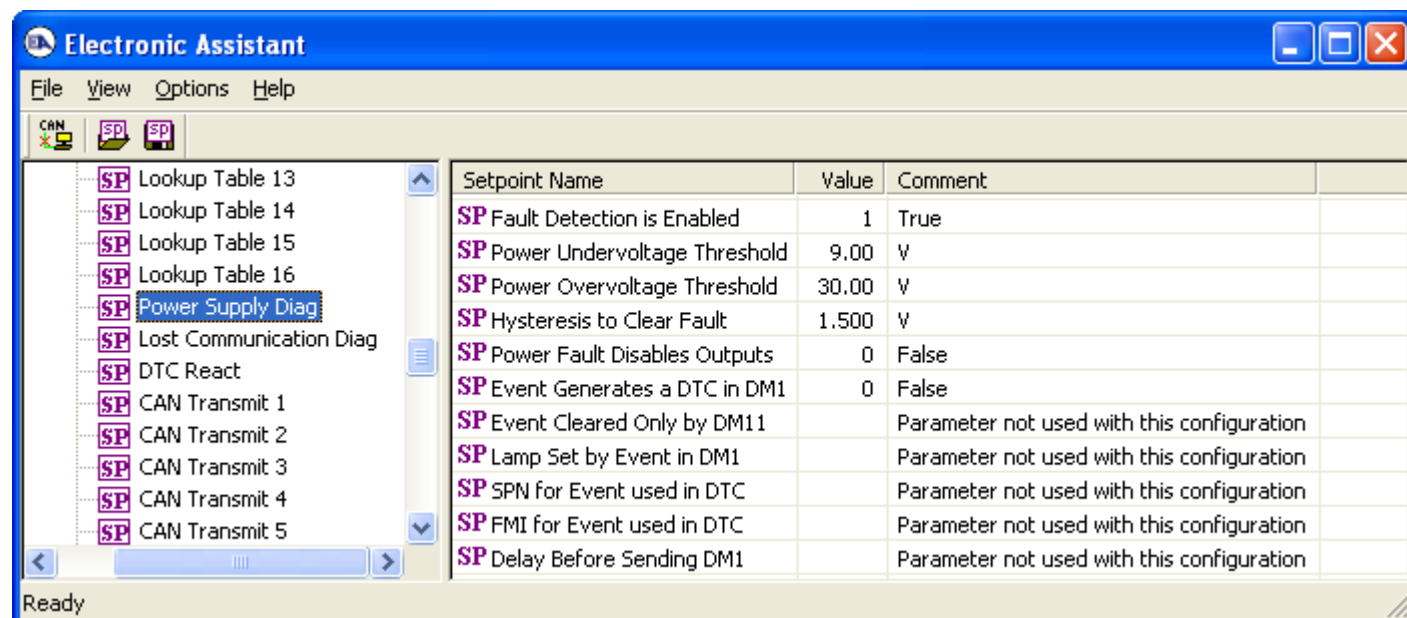 Electronic Assistant
File View Options Help
CAN SP SP
SP Lookup Table 13
SP Lookup Table 14
SP Lookup Table 15
SP Lookup Table 16
SP Power Supply Diag
SP Lost Communication Diag
SP DTC React
SP CAN Transmit 1
SP CAN Transmit 2
SP CAN Transmit 3
SP CAN Transmit 4
SP CAN Transmit 5
Setpoint Name Value Comment
SP Fault Detection is Enabled 1 True
SP Power Undervoltage Threshold 9.00 V
SP Power Overvoltage Threshold 30.00 V
SP Hysteresis to Clear Fault 1.500 V
SP Power Fault Disables Outputs 0 False
SP Event Generates a DTC in DM1 0 False
SP Event Cleared Only by DM11 Parameter not used with this configuration
SP Lamp Set by Event in DM1 Parameter not used with this configuration
SP SPN for Event used in DTC Parameter not used with this configuration
SP FMI for Event used in DTC Parameter not used with this configuration
SP Delay Before Sending DM1 Parameter not used with this configuration
Ready